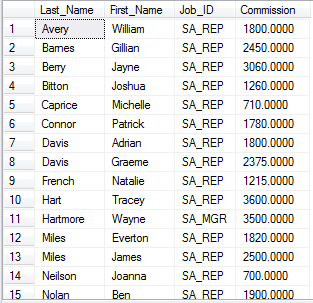 Last_Name First_Name Job_ID Commission
1 Avery William SA_REP 1800.0000
2 Barnes Gillian SA_REP 2450.0000
3 Berry Jayne SA_REP 3060.0000
4 Bitton Joshua SA_REP 1260.0000
5 Caprice Michelle SA_REP 710.0000
6 Connor Patrick SA_REP 1780.0000
7 Davis Adrian SA_REP 1800.0000
8 Davis Graeme SA_REP 2375.0000
9 French Natalie SA_REP 1215.0000
10 Hart Tracey SA_REP 3600.0000
11 Hartmore Wayne SA_MGR 3500.0000
12 Miles Everton SA_REP 1820.0000
13 Miles James SA_REP 2500.0000
14 Neilson Joanna SA_REP 700.0000
15 Nolan Ben SA_REP 1900.0000